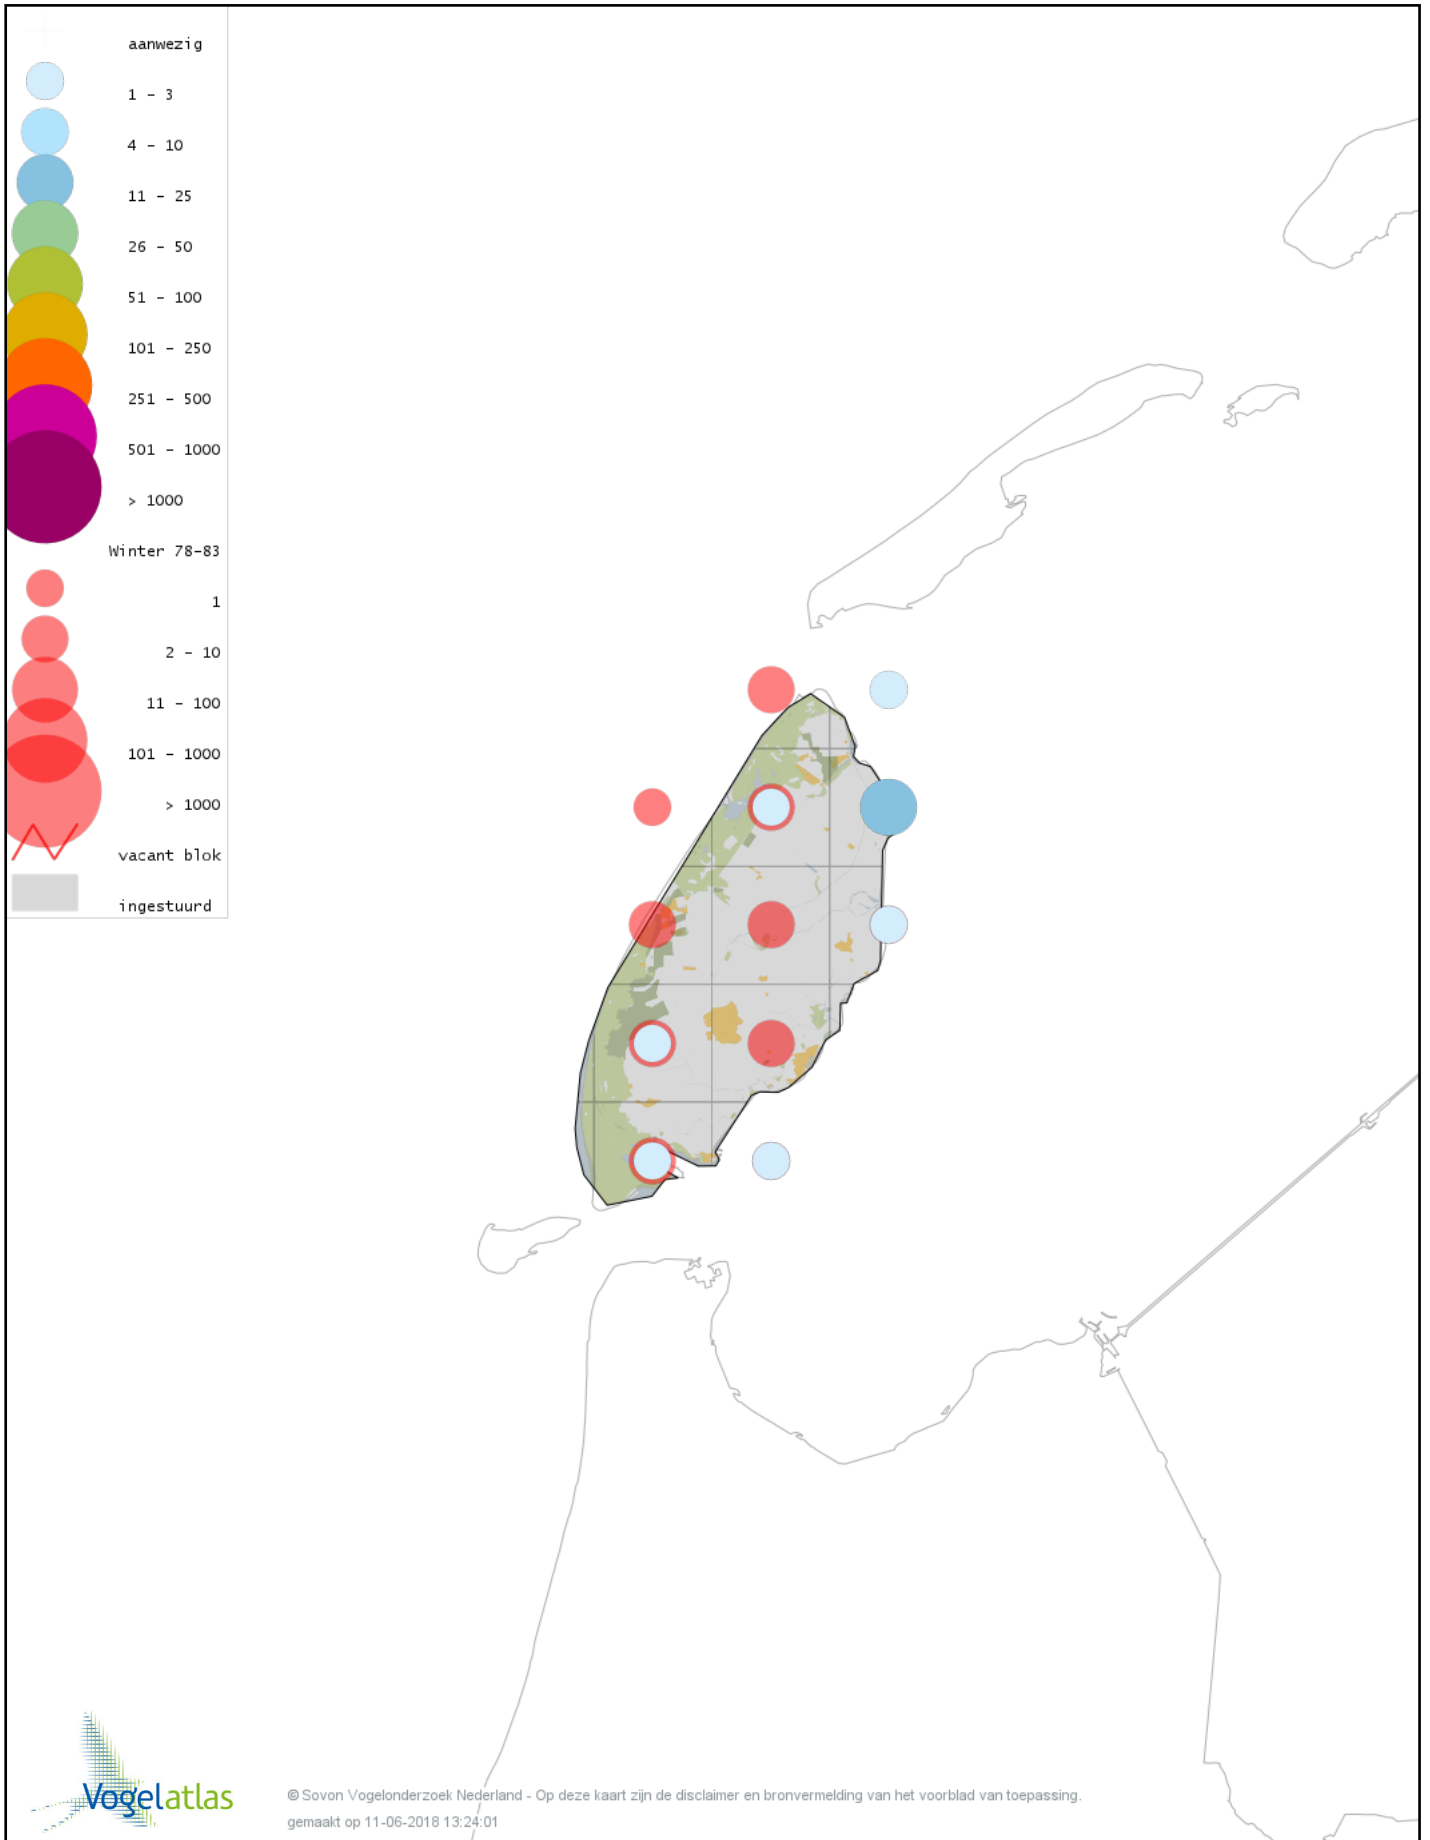 aanwezig
1 - 3
4 - 10
11 - 25
26 - 50
51 - 100
101 - 250
251 - 500
501 - 1000
> 1000
Winter 78-83
1
2 - 10
11 - 100
101 - 1000
> 1000
vacant blok
ingestuurd
Vogelatlas
© Sovon Vogelonderzoek Nederland - Op deze kaart zijn de disclaimer en bronvermelding van het voorblad van toepassing.
gemaakt op 11-06-2018 13:24:01